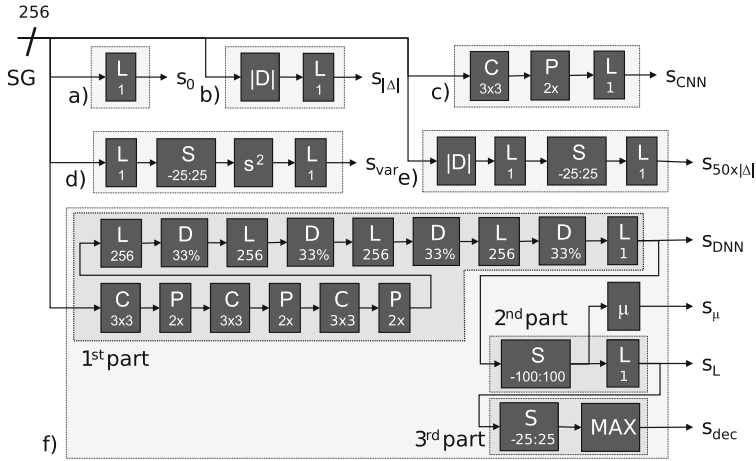 256
SG
a)
L
1
s0
b)
|D|
L
1
s|Δ|
c)
C
3x3
P
2x
L
1
sCNN
d)
L
1
S
-25:25
s²
L
1
svar
e)
|D|
L
1
S
-25:25
L
1
s50x|Δ|
L
256
D
33%
L
256
D
33%
L
256
D
33%
L
256
D
33%
L
1
sDNN
C
3x3
P
2x
C
3x3
P
2x
C
3x3
P
2x
1st part
2nd part
μ
sμ
S
-100:100
L
1
sL
f)
3rd part
S
-25:25
MAX
sdec